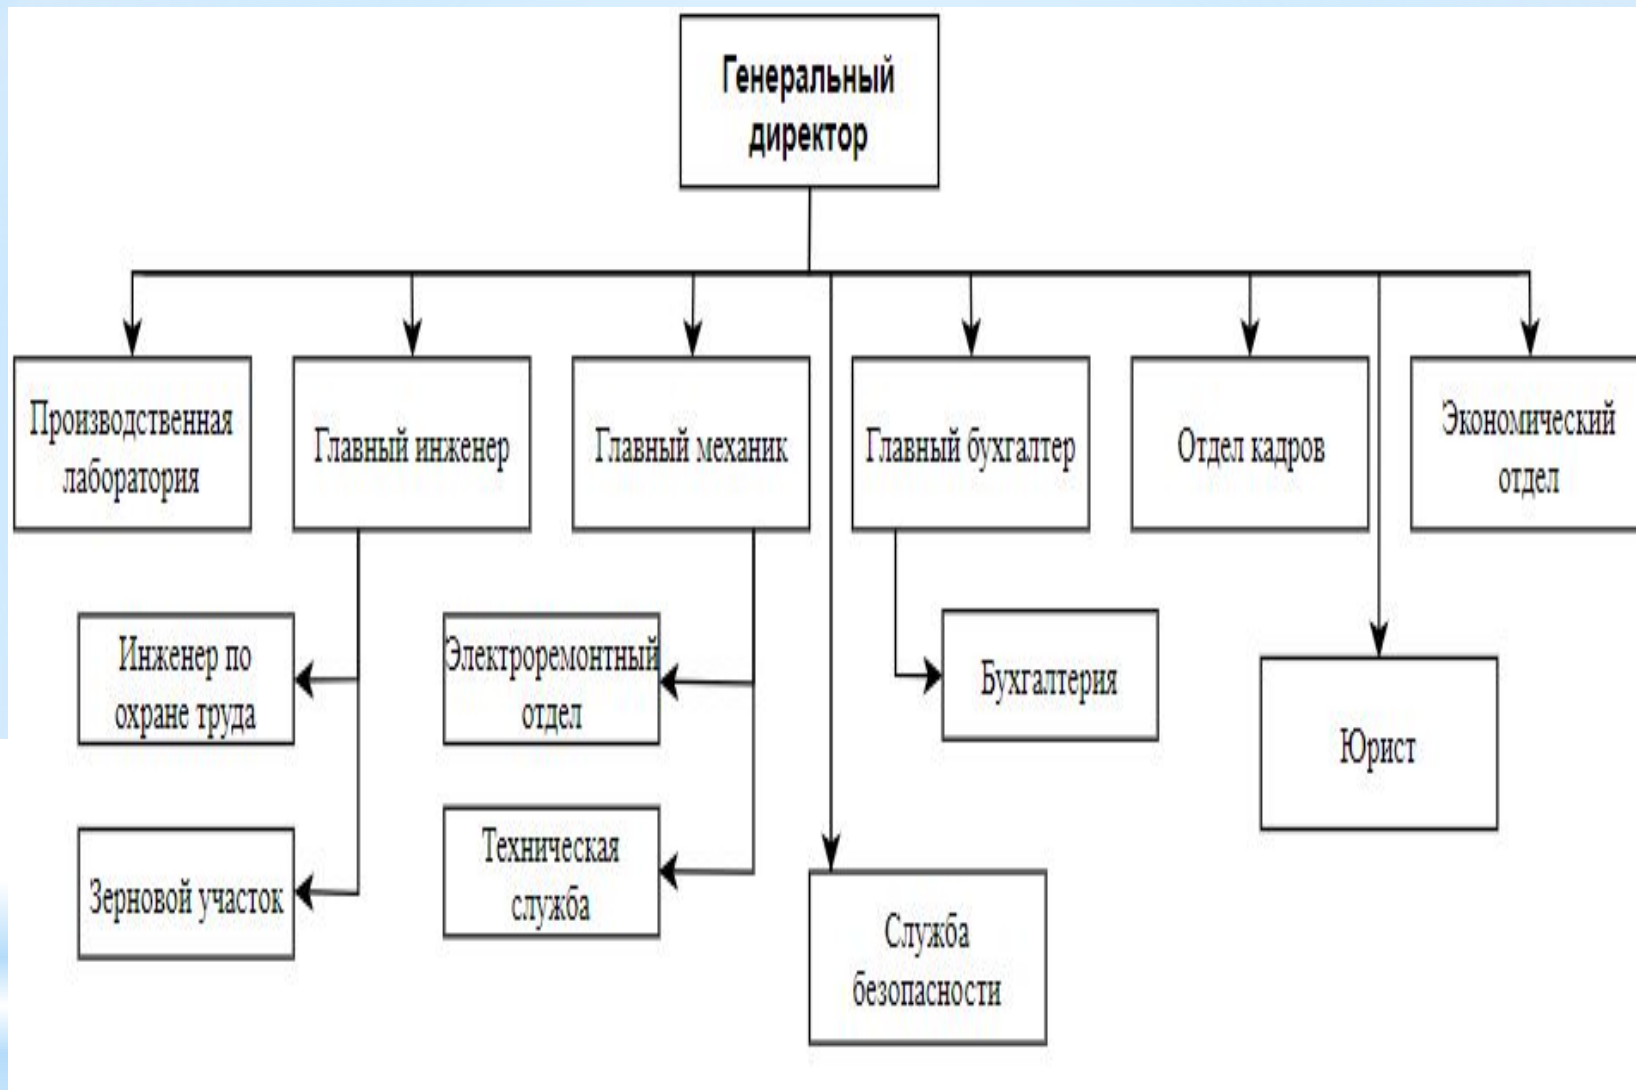 Генеральный
директор
Производственная
лаборатория
Главный инженер
Главный механик
Главный бухгалтер
Отдел кадров
Экономический
отдел
Инженер по
охране труда
Электроремонтный
отдел
Бухгалтерия
Юрист
Зерновой участок
Техническая
служба
Служба
безопасности